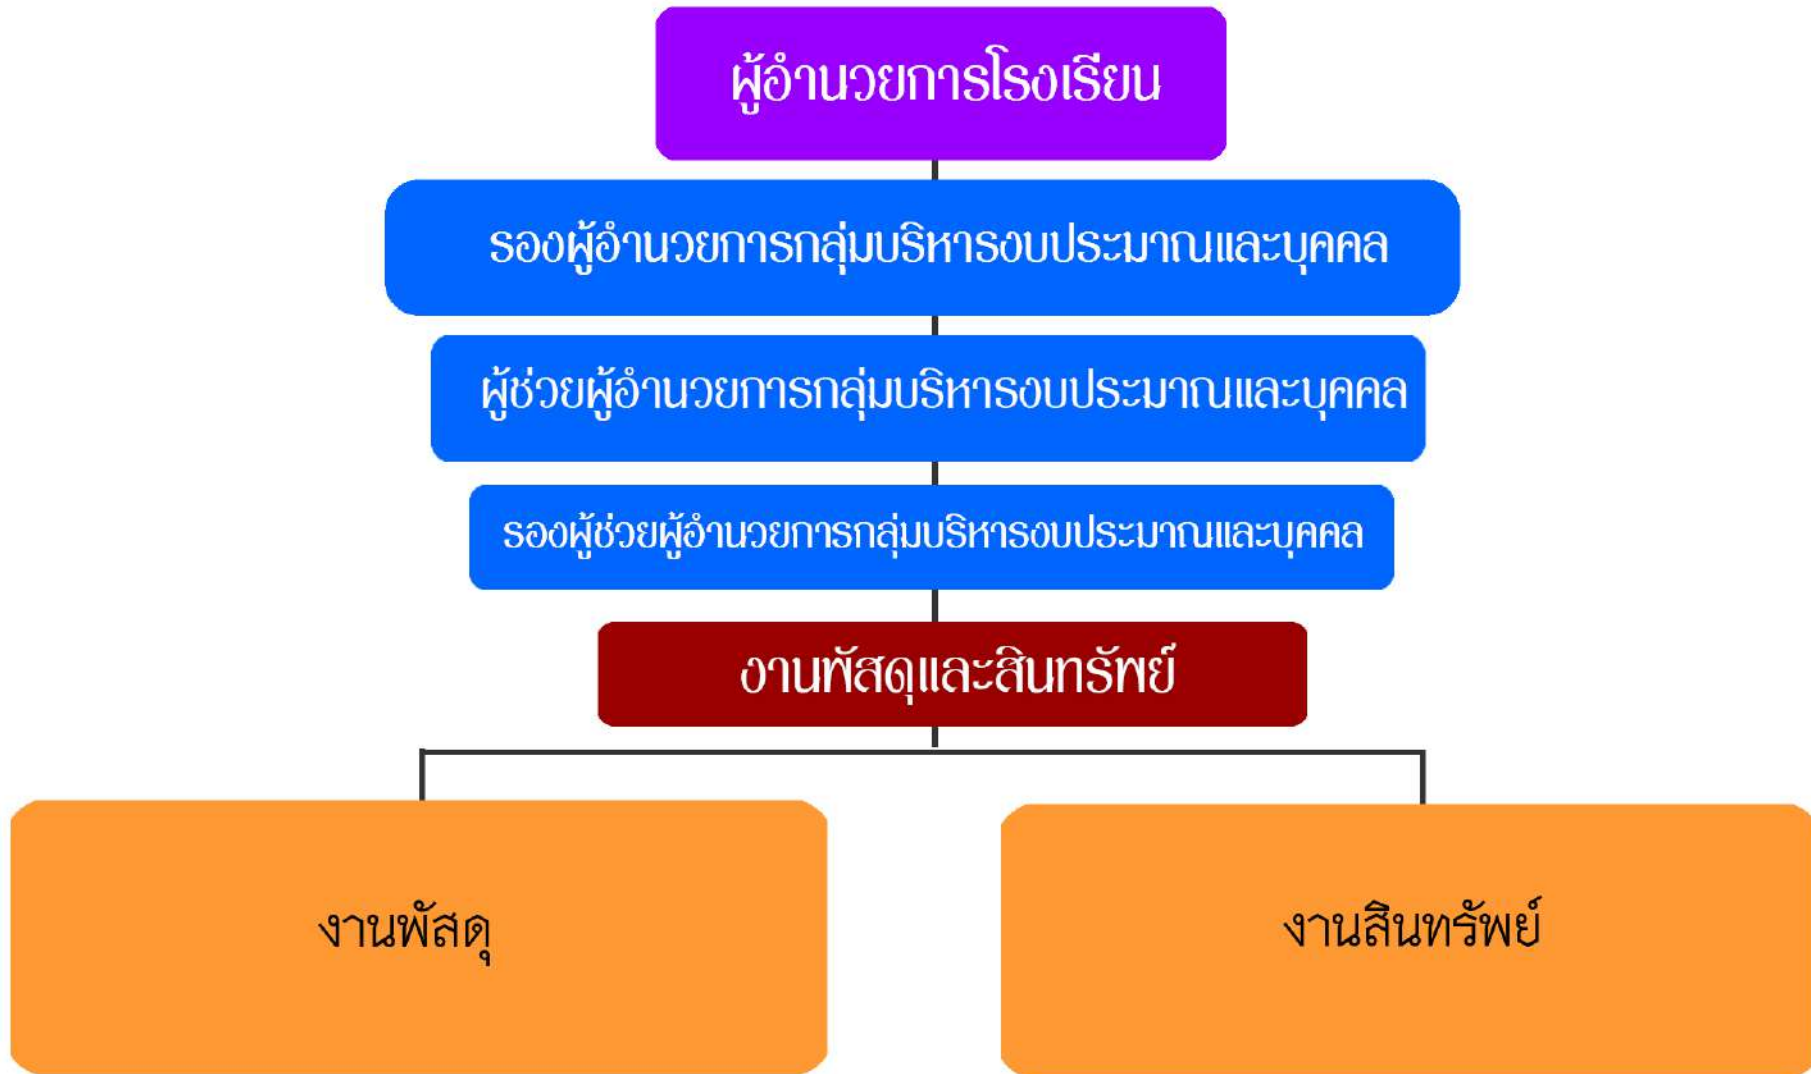 ผู้อำนวยการโรงเรียน
รองผู้อำนวยการกลุ่มบริหารงบประมาณและบุคคล
ผู้ช่วยผู้อำนวยการกลุ่มบริหารงบประมาณและบุคคล
รองผู้ช่วยผู้อำนวยการกลุ่มบริหารงบประมาณและบุคคล
งานพัสดุและสินทรัพย์
งานพัสดุ
งานสินทรัพย์